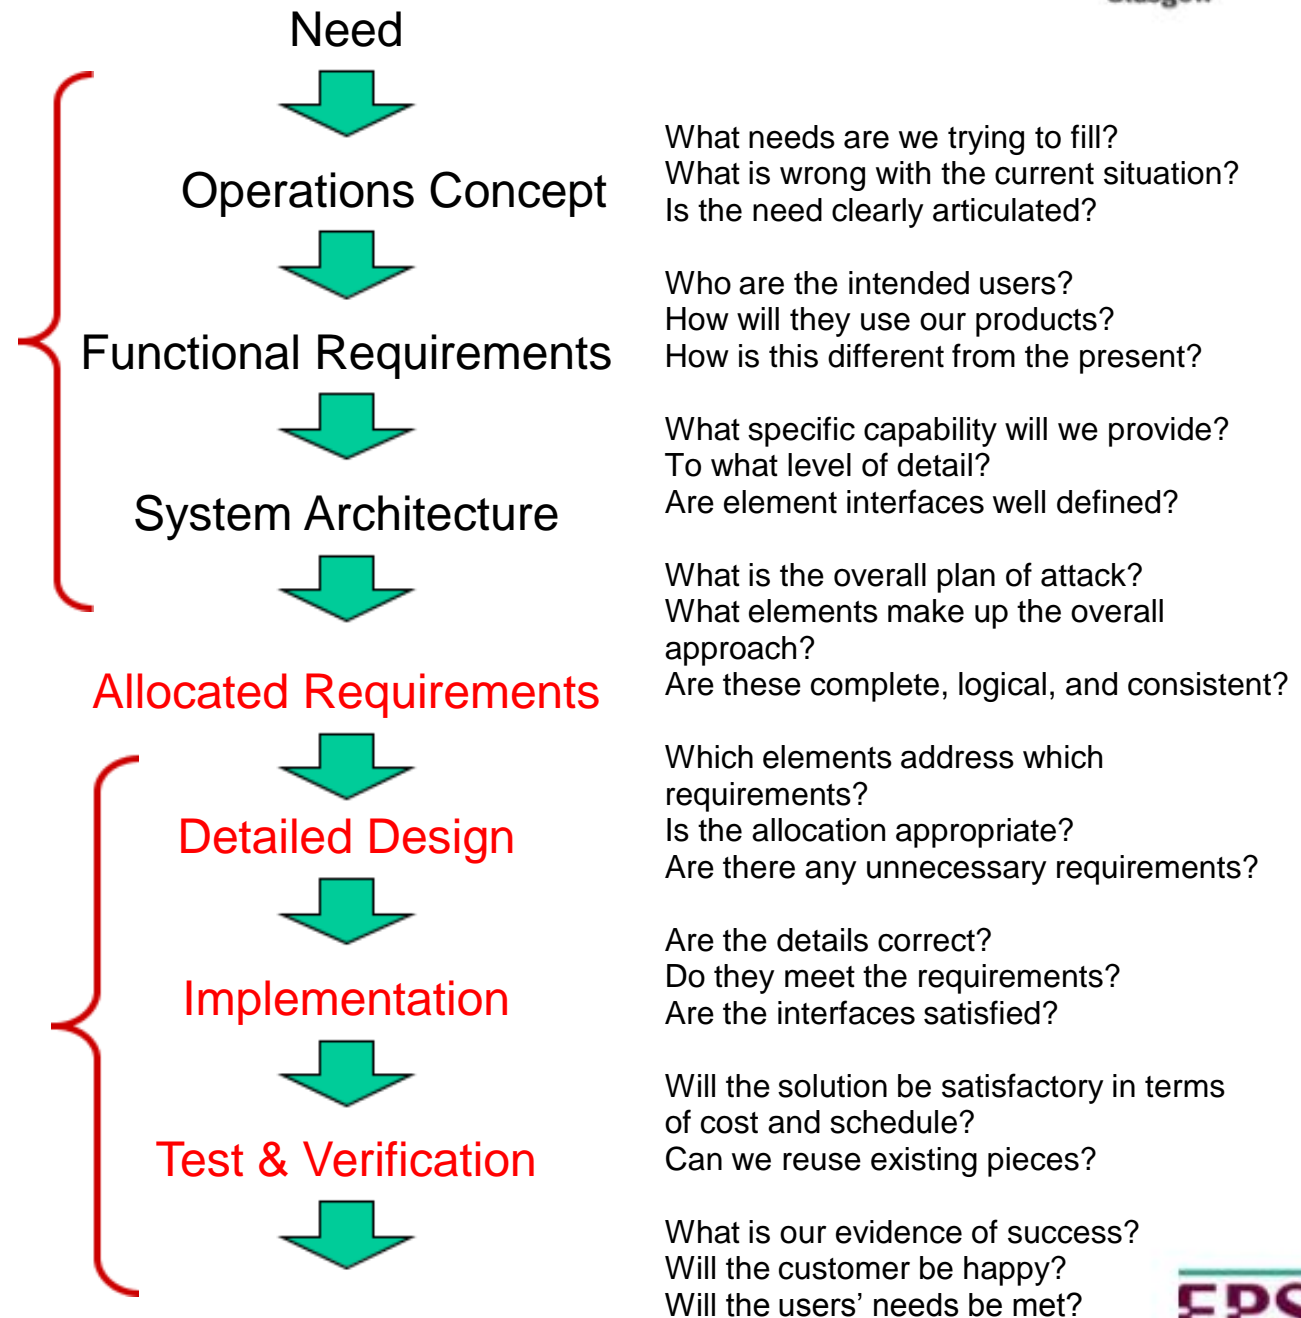 Need
Operations Concept
Functional Requirements
System Architecture
Allocated Requirements
Detailed Design
Implementation
Test & Verification
What needs are we trying to fill?
What is wrong with the current situation?
Is the need clearly articulated?
Who are the intended users?
How will they use our products?
How is this different from the present?
What specific capability will we provide?
To what level of detail?
Are element interfaces well defined?
What is the overall plan of attack?
What elements make up the overall
approach?
Are these complete, logical, and consistent?
Which elements address which
requirements?
Is the allocation appropriate?
Are there any unnecessary requirements?
Are the details correct?
Do they meet the requirements?
Are the interfaces satisfied?
Will the solution be satisfactory in terms
of cost and schedule?
Can we reuse existing pieces?
What is our evidence of success?
Will the customer be happy?
Will the users’ needs be met?